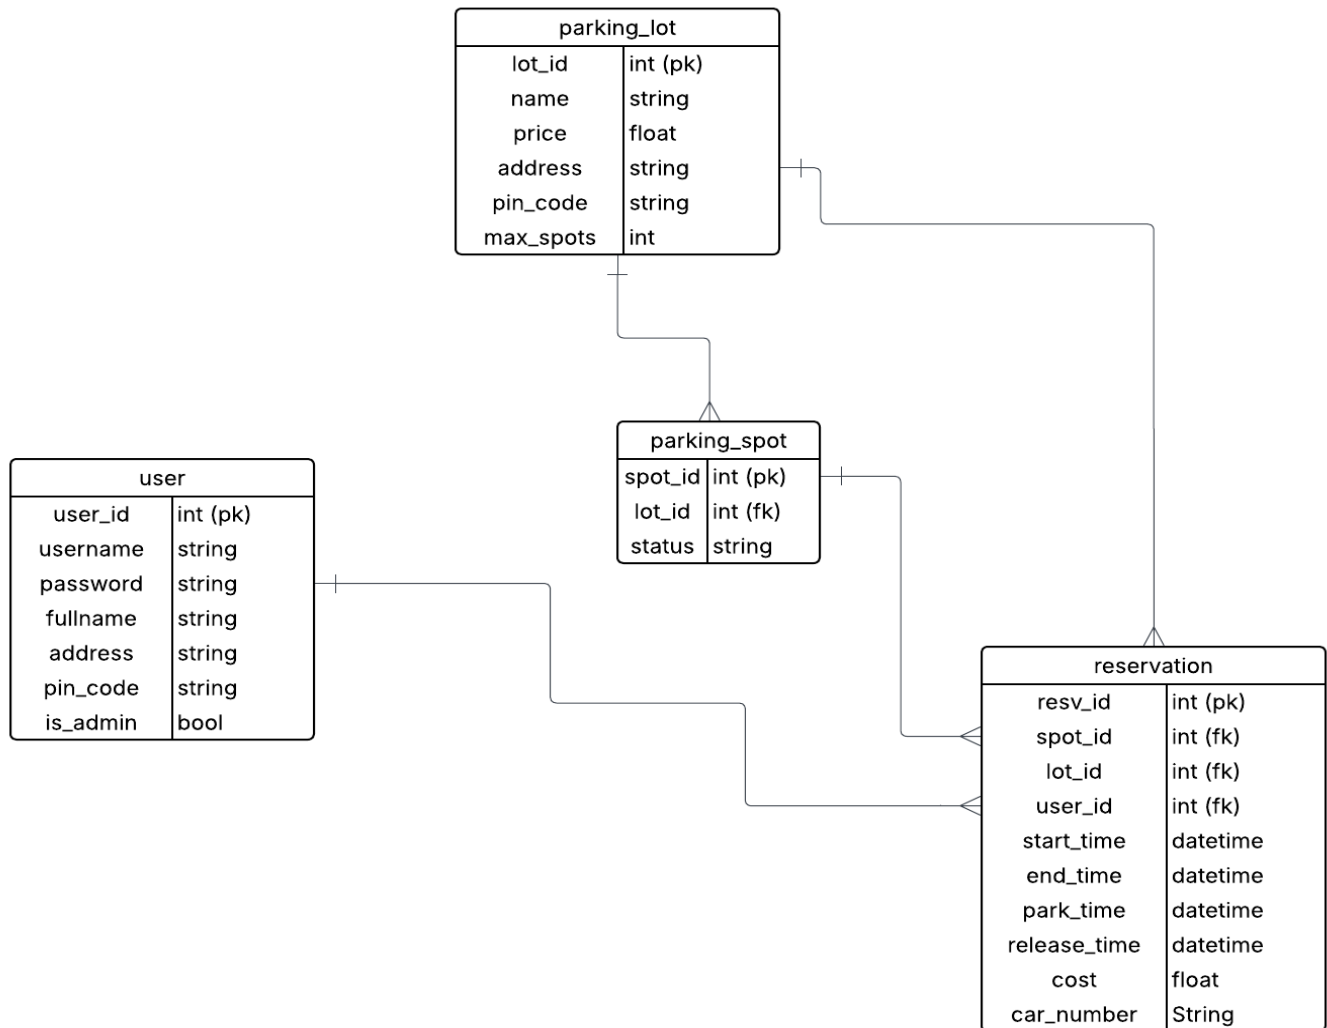 parking_lot
lot_id int (pk)
name string
price float
address string
pin_code string
max_spots int
parking_spot
spot_id int (pk)
lot_id int (fk)
status string
user
user_id int (pk)
username string
password string
fullname string
address string
pin_code string
is_admin bool
reservation
resv_id int (pk)
spot_id int (fk)
lot_id int (fk)
user_id int (fk)
start_time datetime
end_time datetime
park_time datetime
release_time datetime
cost float
car_number String